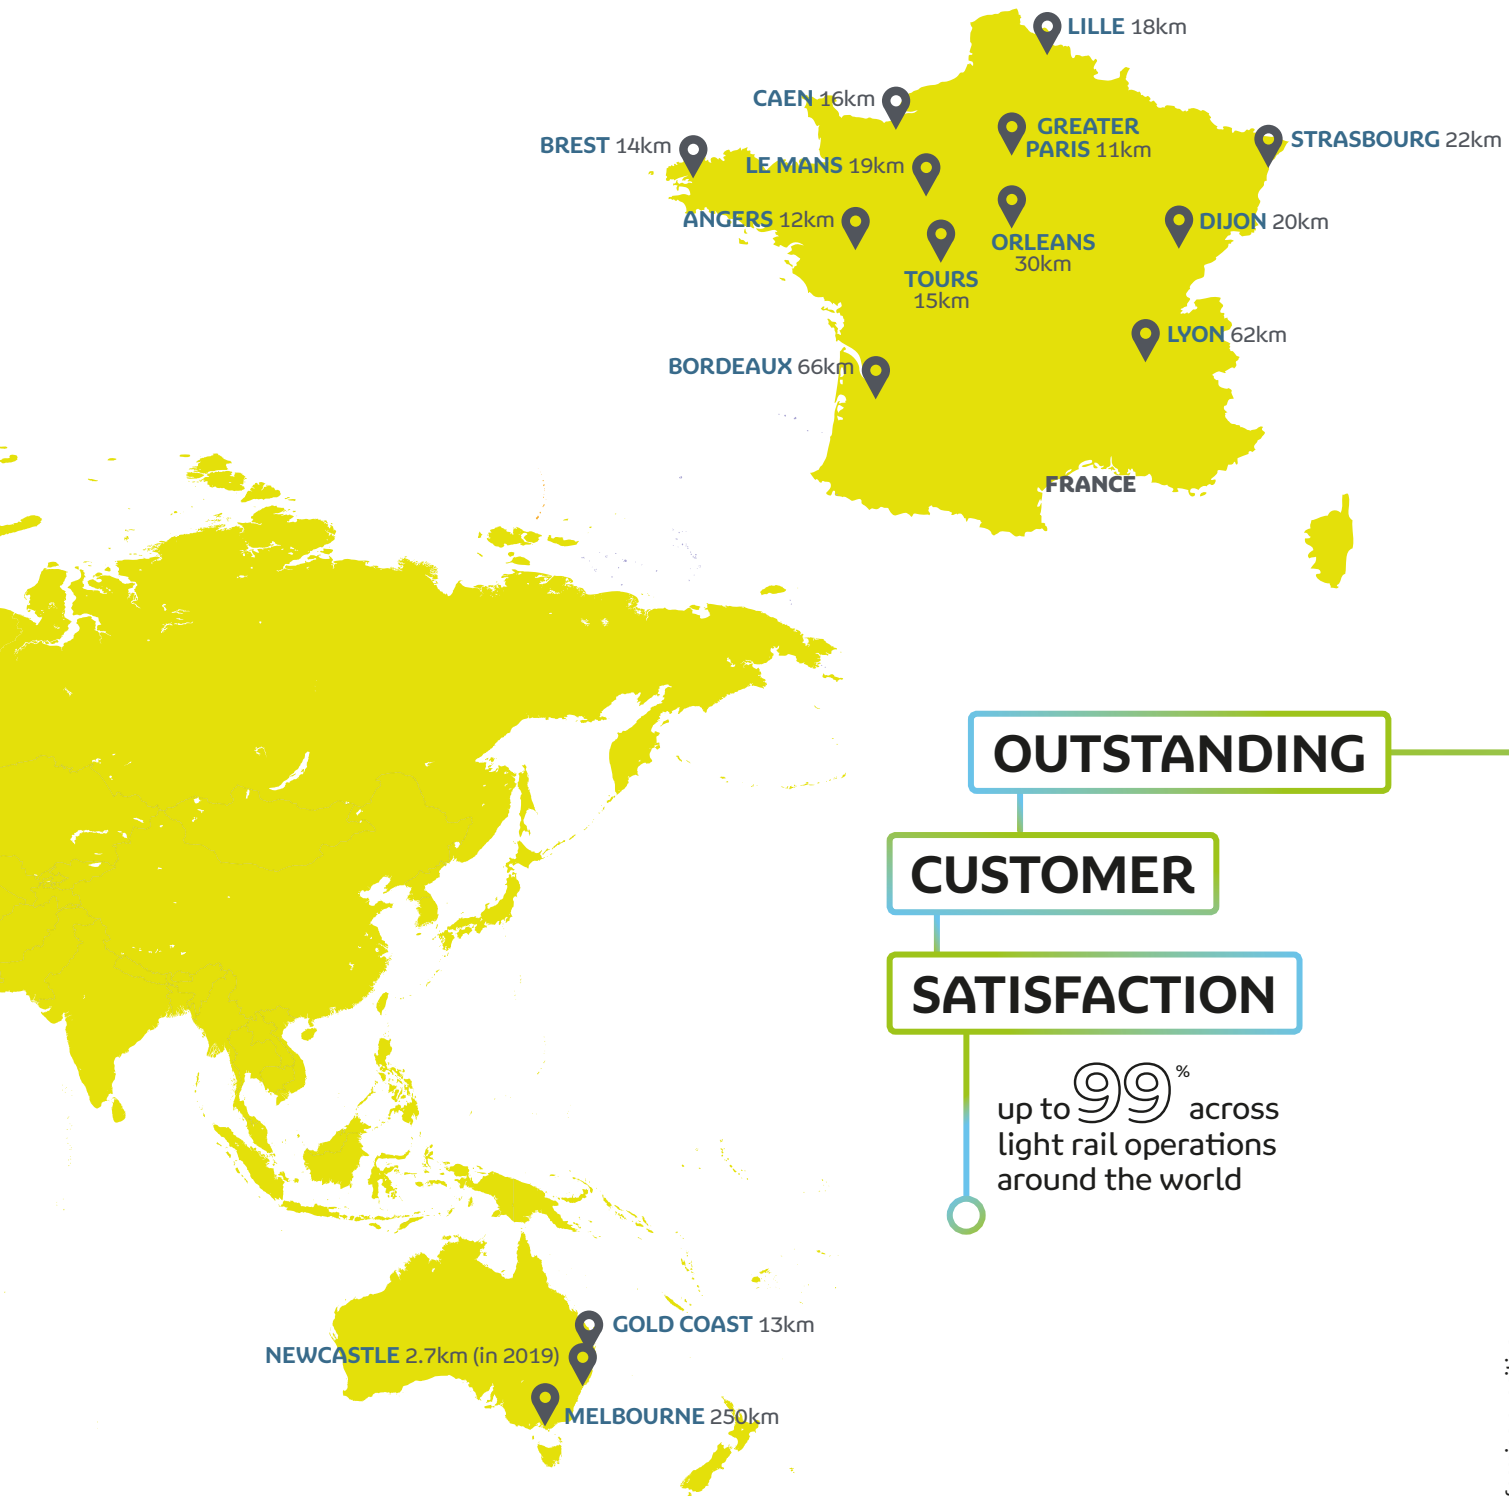 LILLE 18km
CAEN 16km
GREATER
PARIS 11km
STRASBOURG 22km
BREST 14km
LE MANS 19km
ANGERS 12km
DIJON 20km
ORLEANS
30km
TOURS
15km
LYON 62km
BORDEAUX 66km
FRANCE
OUTSTANDING
CUSTOMER
SATISFACTION
up to 99% across
light rail operations
around the world
GOLD COAST 13km
NEWCASTLE 2.7km (in 2019)
MELBOURNE 250km